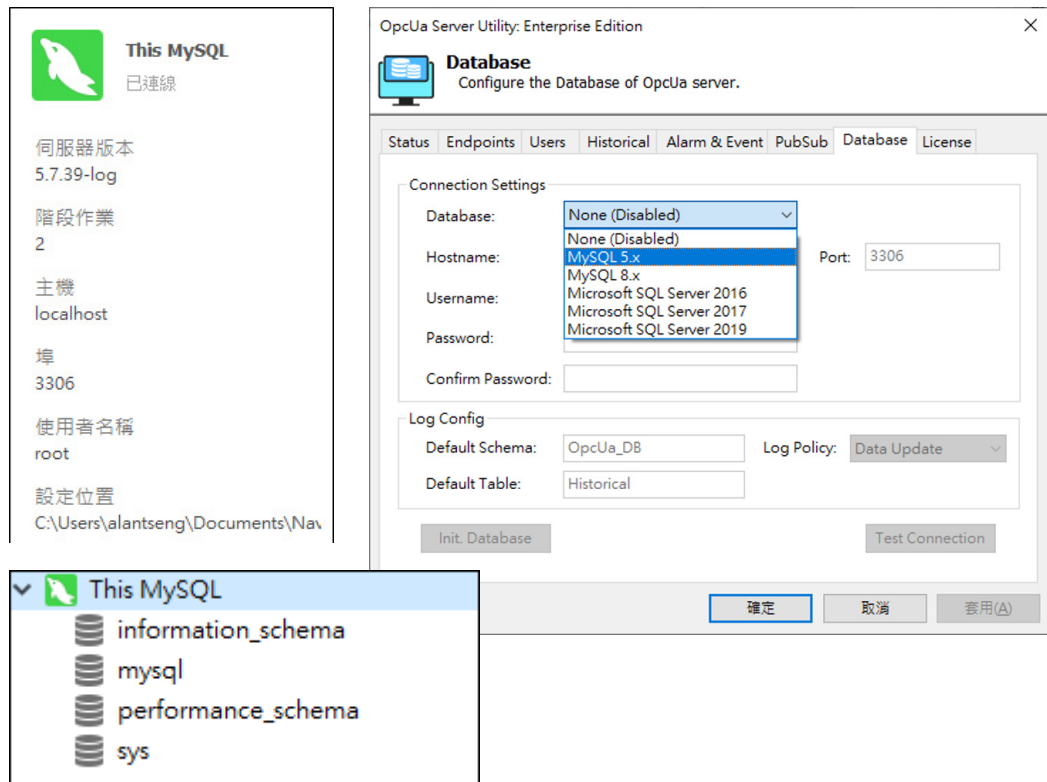 This MySQL
已連線
伺服器版本
5.7.39-log
階段作業
2
主機
localhost
埠
3306
使用者名稱
root
設定位置
C:\Users\alantseng\Documents\Nav
OpcUa Server Utility: Enterprise Edition
Database
Configure the Database of OpcUa server.
Status Endpoints Users Historical Alarm & Event PubSub Database License
Connection Settings
Database: None (Disabled)
None (Disabled)
Hostname: MySQL 5.x Port: 3306
MySQL 8.x
Username: Microsoft SQL Server 2016
Microsoft SQL Server 2017
Password: Microsoft SQL Server 2019
Confirm Password:
Log Config
Default Schema: OpcUa_DB Log Policy: Data Update
Default Table: Historical
Init. Database Test Connection
確定 取消 套用(A)
This MySQL
information_schema
mysql
performance_schema
sys